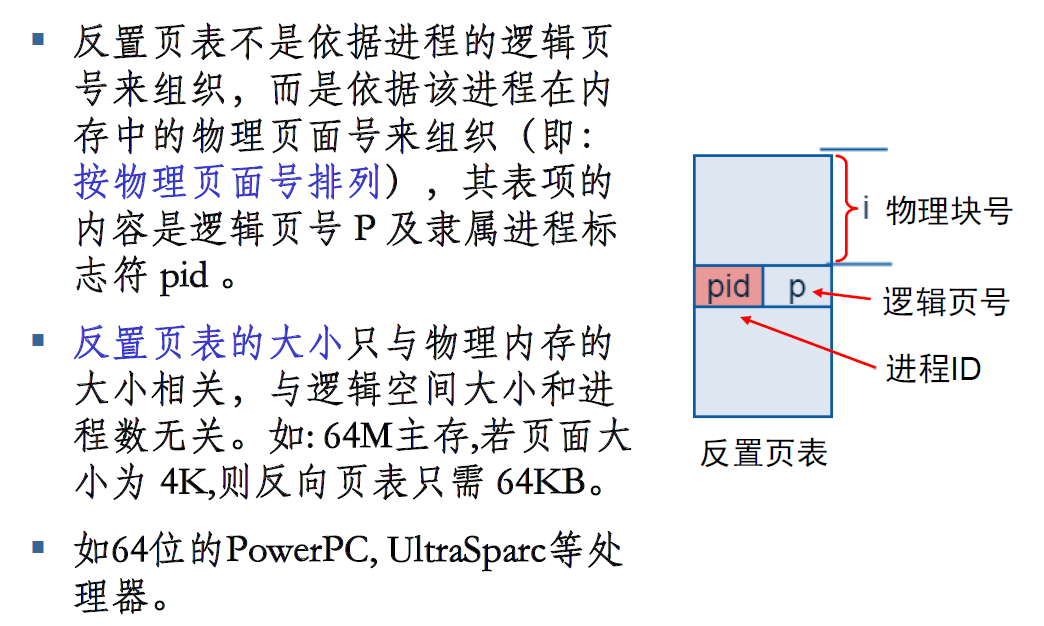 反置页表不是依据进程的逻辑页
号来组织，而是依据该进程在内
存中的物理页面号来组织（即：
按物理页面号排列），其表项的
内容是逻辑页号 P 及隶属进程标
志符 pid 。
反置页表的大小只与物理内存的
大小相关，与逻辑空间大小和进
程数无关。如: 64M主存,若页面大
小为 4K,则反向页表只需 64KB。
如64位的PowerPC, UltraSparc等处
理器。
i 物理块号
pid p
逻辑页号
进程ID
反置页表